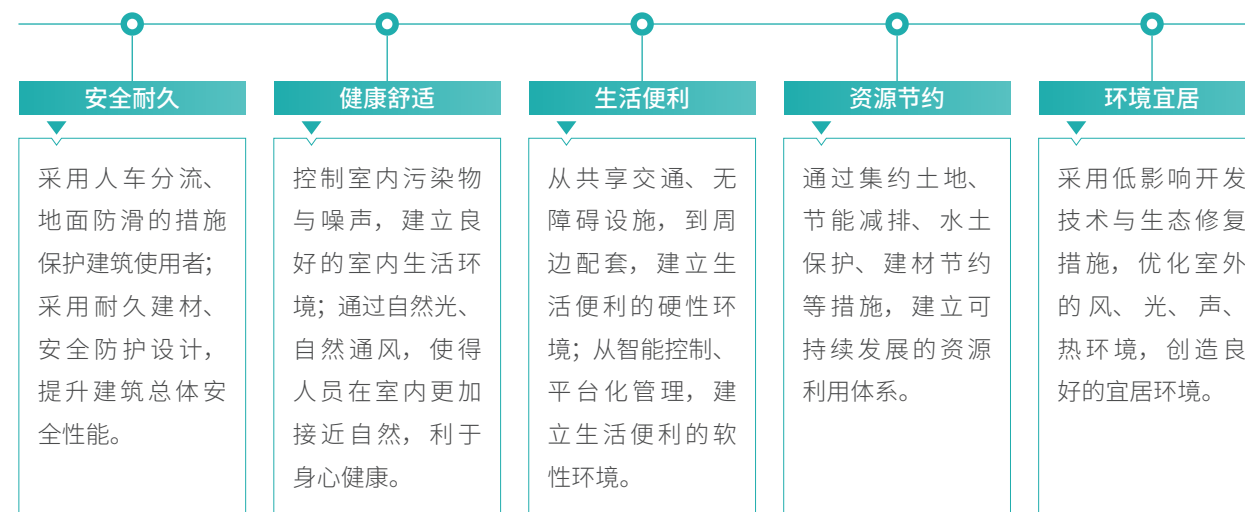 安全耐久
采用人车分流、
地面防滑的措施
保护建筑使用者；
采用耐久建材、
安全防护设计，
提升建筑总体安
全性能。
健康舒适
控制室内污染物
与噪声，建立良
好的室内生活环
境；通过自然光、
自然通风，使得
人员在室内更加
接近自然，利于
身心健康。
生活便利
从共享交通、无
障碍设施，到周
边配套，建立生
活便利的硬性环
境；从智能控制、
平台化管理，建
立生活便利的软
性环境。
资源节约
通过集约土地、
节能减排、水土
保护、建材节约
等措施，建立可
持续发展的资源
利用体系。
环境宜居
采用低影响开发
技术与生态修复
措施，优化室外
的风、光、声、
热环境，创造良
好的宜居环境。